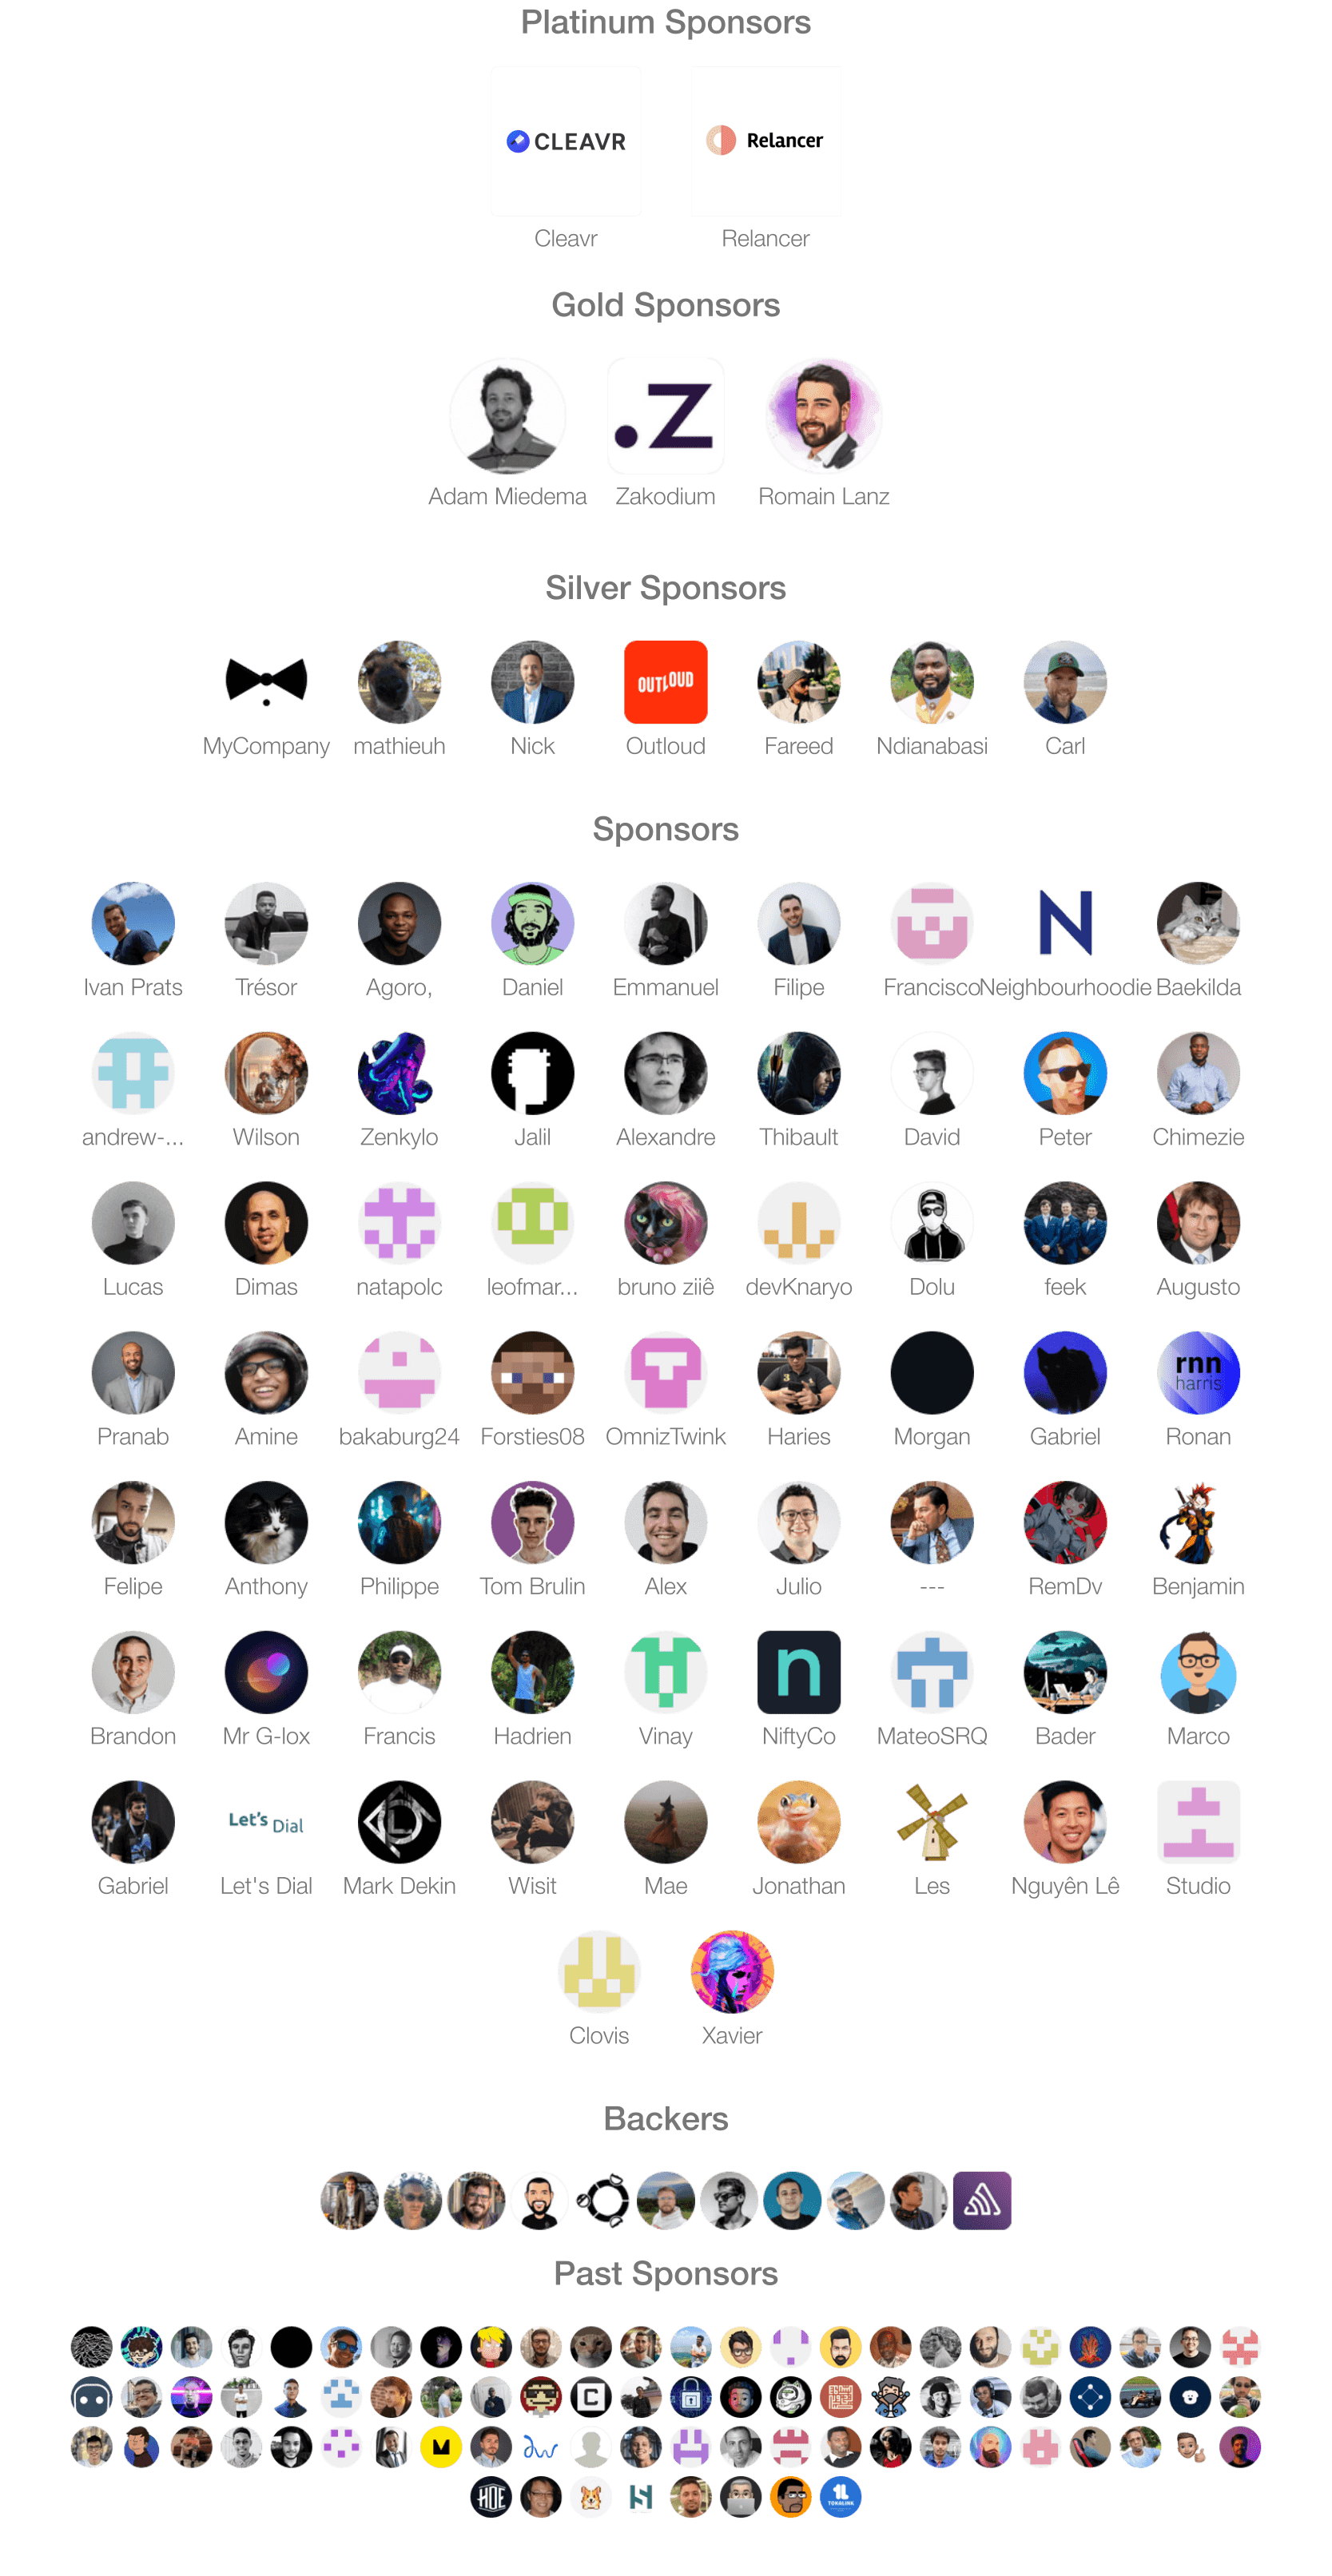 Platinum Sponsors
CLEAVR
Relancer
Cleavr
Relancer
Gold Sponsors
.Z
Adam Miedema
Zakodium
Romain Lanz
Silver Sponsors
OUTLOUD
MyCompany
mathieuh
Nick
Outloud
Fareed
Ndianabasi
Carl
Sponsors
N
Ivan Prats
Trésor
Agoro,
Daniel
Emmanuel
Filipe
Francisco
Neighbourhoodie
Baekilda
andrew-...
Wilson
Zenkylo
Jalil
Alexandre
Thibault
David
Peter
Chimezie
Lucas
Dimas
natapolc
leofmar...
bruno ziiê
devKnaryo
Dolu
feek
Augusto
rnn
harris
Pranab
Amine
bakaburg24
Forsties08
OmnizTwink
Haries
Morgan
Gabriel
Ronan
Felipe
Anthony
Philippe
Tom Brulin
Alex
Julio
---
RemDv
Benjamin
n
Brandon
Mr G-lox
Francis
Hadrien
Vinay
NiftyCo
MateoSRQ
Bader
Marco
Let's Dial
Gabriel
Let's Dial
Mark Dekin
Wisit
Mae
Jonathan
Les
Nguyên Lê
Studio
Clovis
Xavier
Backers
Past Sponsors
C
HOE
TONALINK